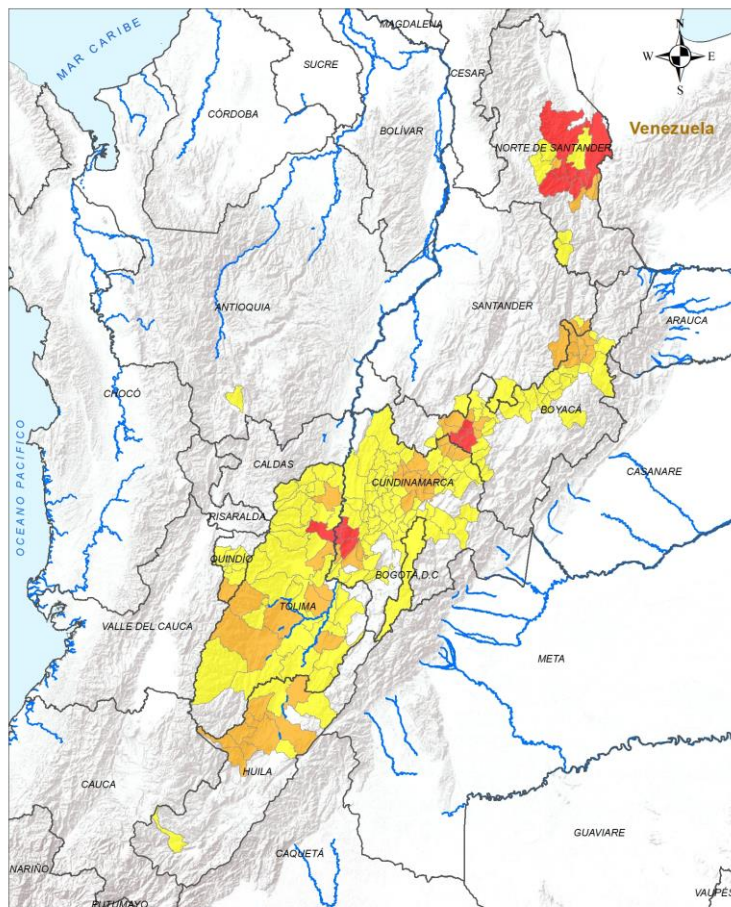 MAGDALENA
N
MAR CARIBE
SUCRE
CESAR
W
E
S
CÓRDOBA
BOLÍVAR
Venezuela
NORTE DE SANTANDER
ANTIOQUIA
SANTANDER
ARAUCA
CHOCÓ
BOYACÁ
OCEANO PACIFICO
CALDAS
CUNDINAMARCA
CASANARE
RISARALDA
QUINDÍO
BOGOTÁ,D.C
TOLIMA
VALLE DEL CAUCA
META
HUILA
CAUCA
GUAVIARE
CAQUETÁ
NARIÑO
PUTUMAYO
VAUPÉS